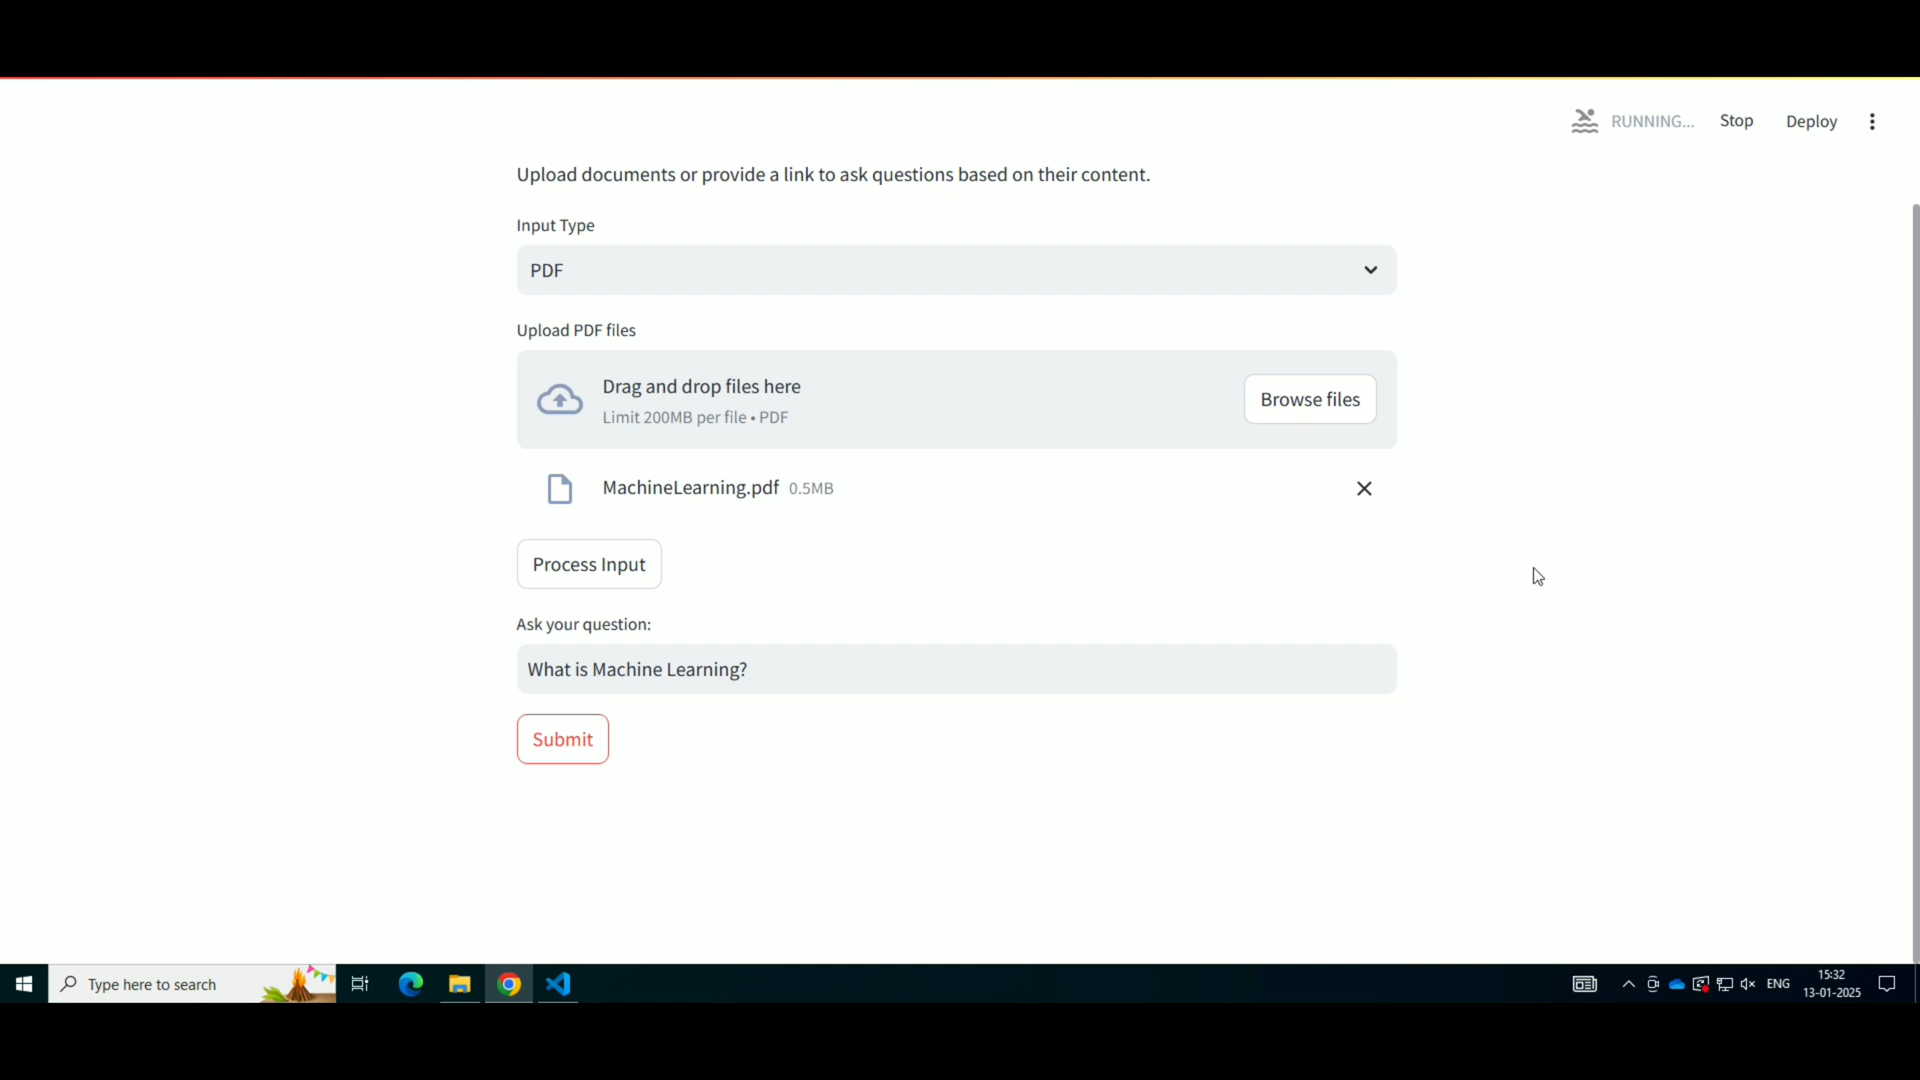 RUNNING...
Stop
Deploy
Upload documents or provide a link to ask questions based on their content.
Input Type
PDF
Upload PDF files
Drag and drop files here
Limit 200MB per file • PDF
Browse files
MachineLearning.pdf 0.5MB
Process Input
Ask your question:
What is Machine Learning?
Submit
Type here to search
ENG
15:32
13-01-2025